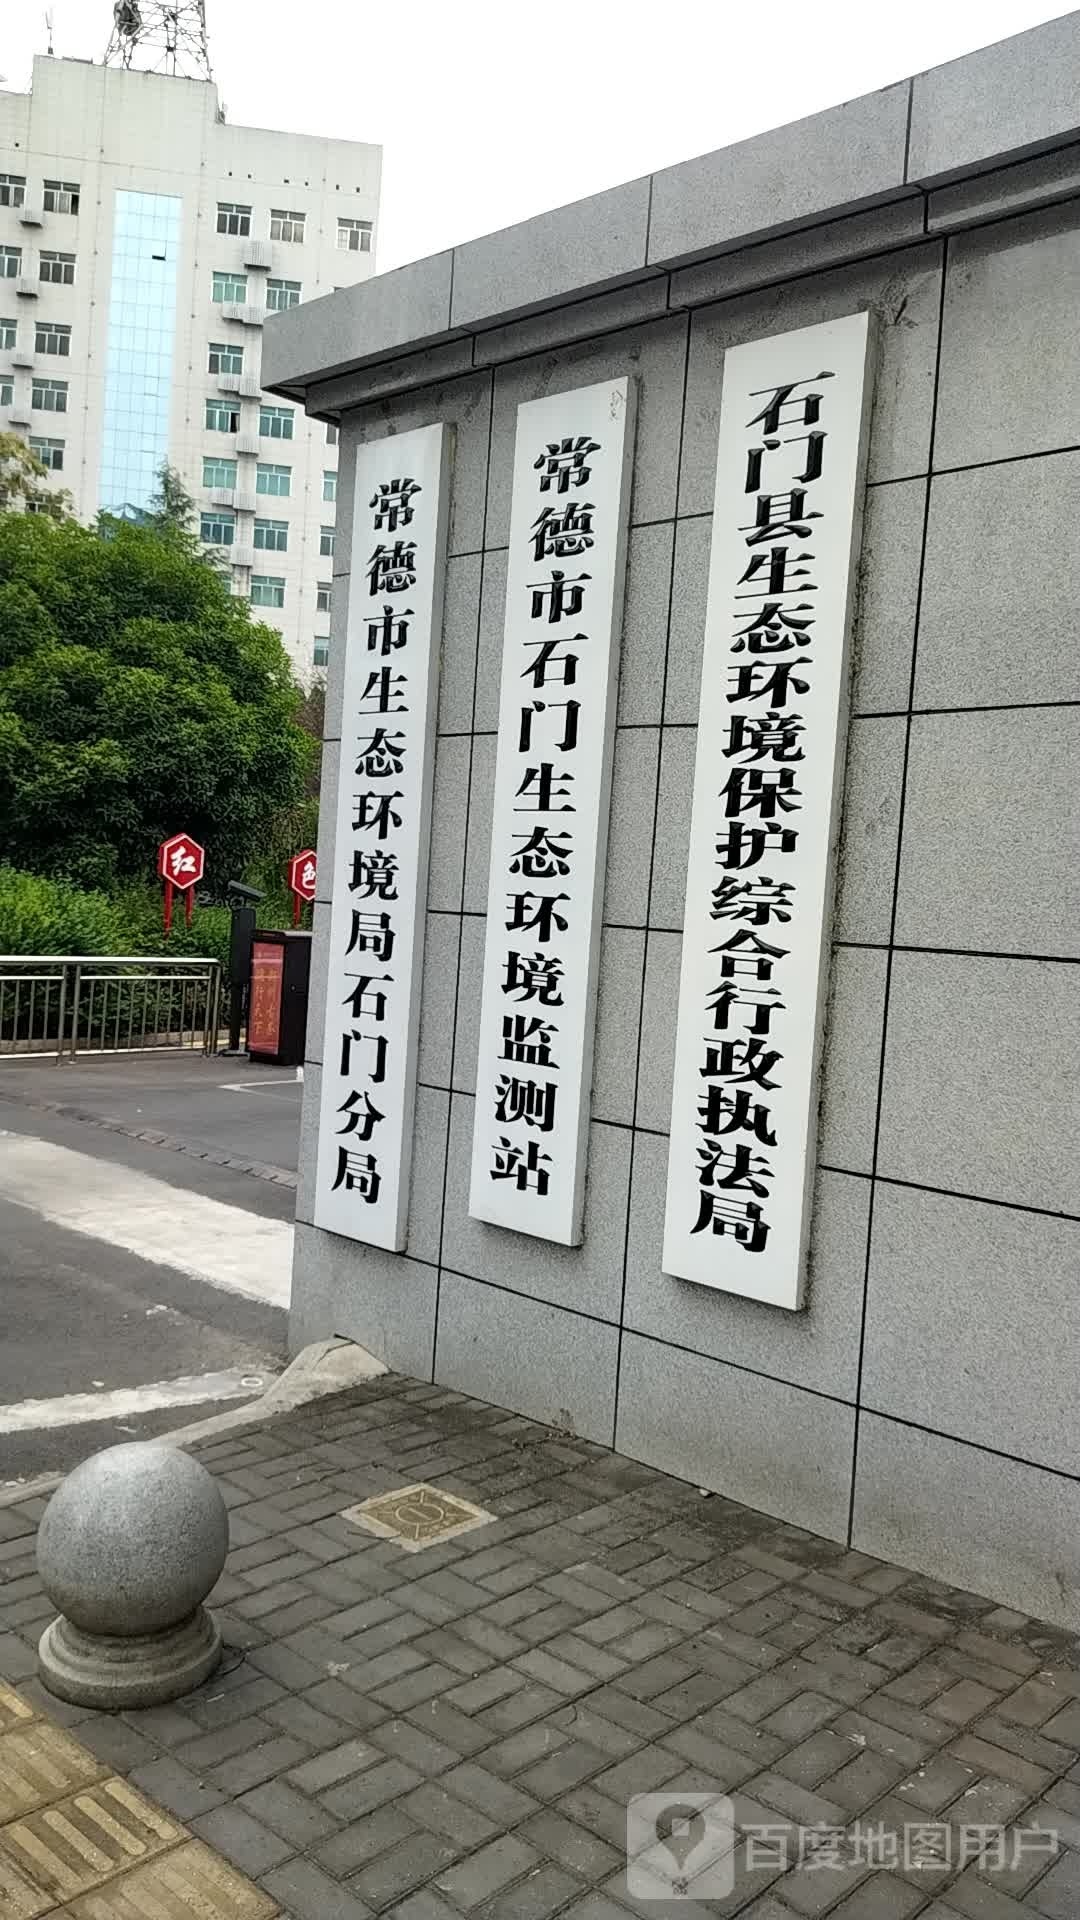 常德市生态环境局石门分局
常德市石门生态环境监测站
石门县生态环境保护综合行政执法局
红
色
百度地图用户